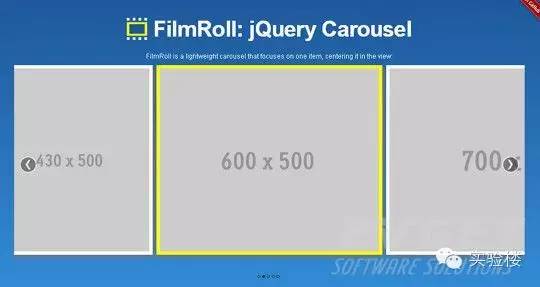 FilmRoll: jQuery Carousel
FilmRoll is a lightweight carousel that focuses on one item, centering it in the view
430 x 500
600 x 500
700 x
实验楼
SOFTWARE SOLUTIONS